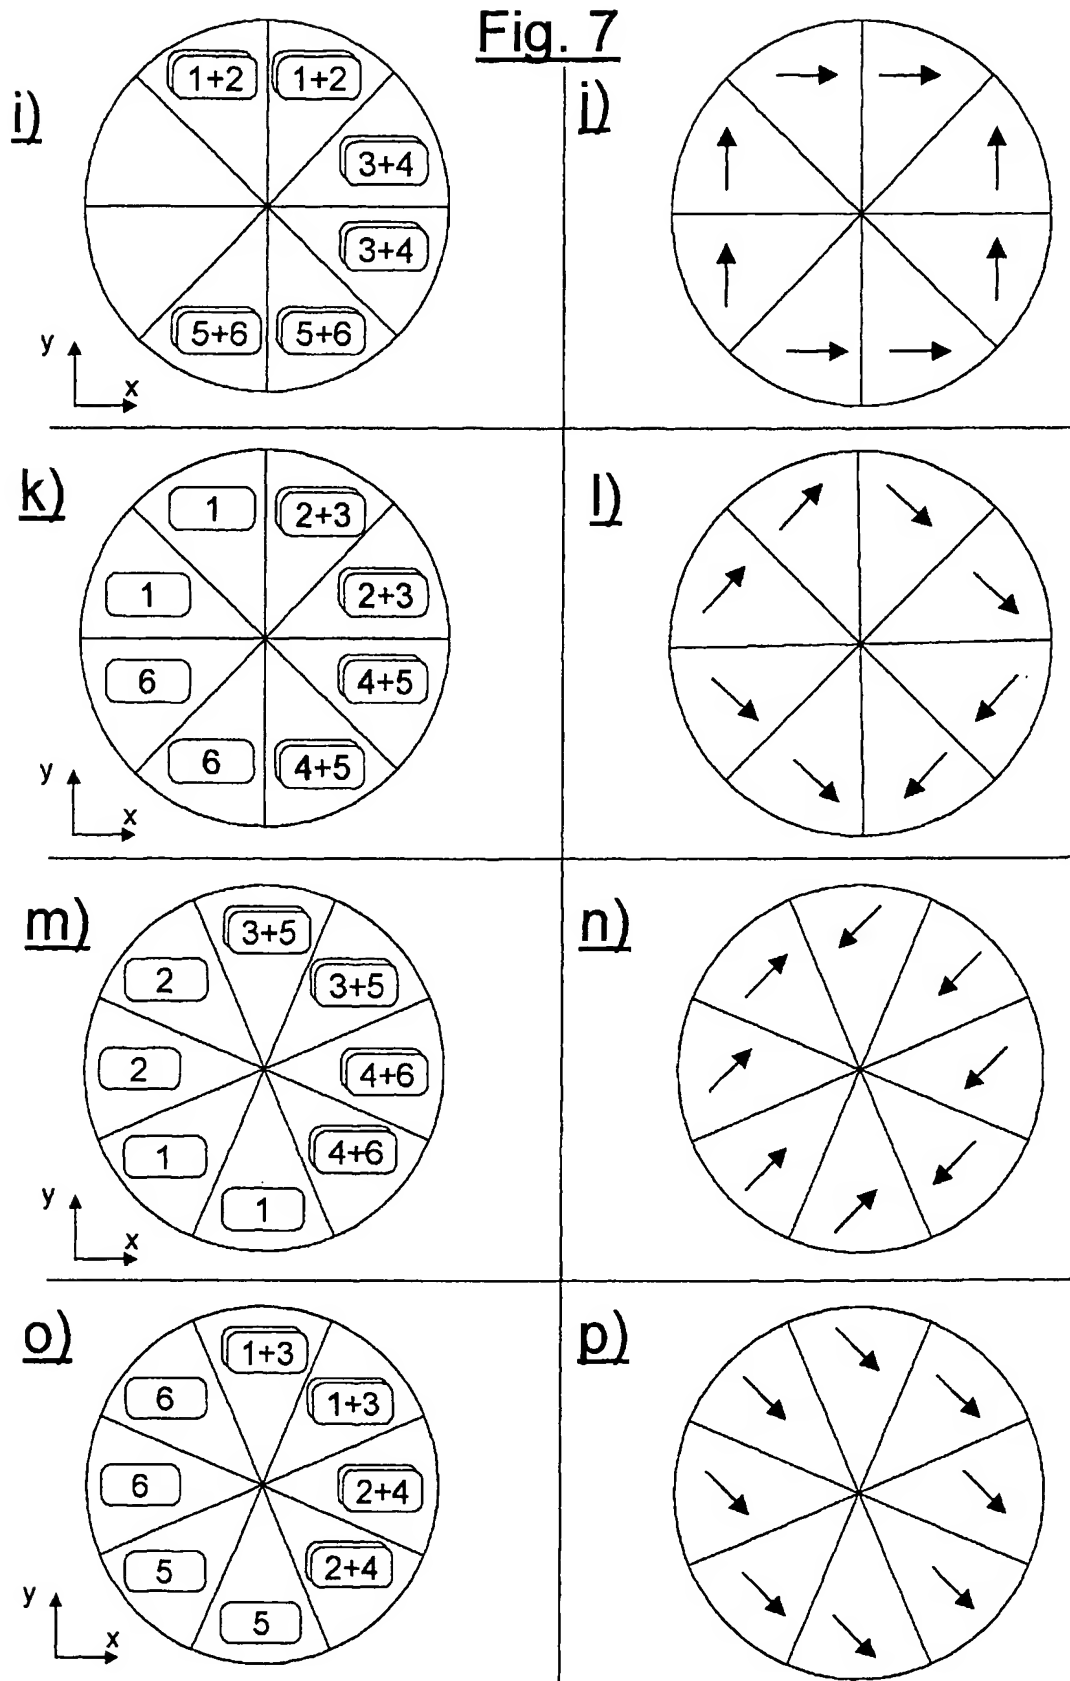 Fig. 7
i)
1+2 1+2
3+4
3+4
5+6 5+6
y
x
j)
k)
1 2+3
1 2+3
6 4+5
6 4+5
y
x
l)
m)
3+5
2 3+5
2 4+6
1 4+6
1
y
x
n)
o)
1+3
6 1+3
6 2+4
5 2+4
5
y
x
p)